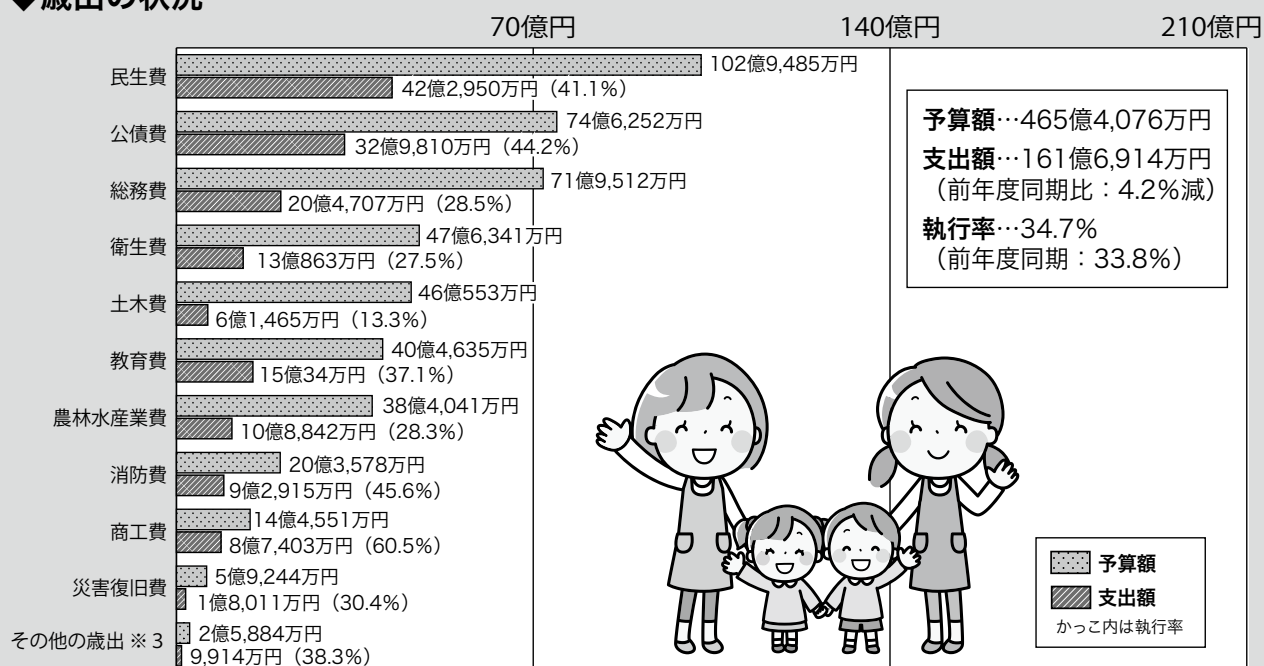 ◆歳出の状況
70億円 140億円 210億円
民生費 102億9,485万円
42億2,950万円（41.1%）
公債費 74億6,252万円
32億9,810万円（44.2%）
総務費 71億9,512万円
20億4,707万円（28.5%）
衛生費 47億6,341万円
13億863万円（27.5%）
土木費 46億553万円
6億1,465万円（13.3%）
教育費 40億4,635万円
15億34万円（37.1%）
農林水産業費 38億4,041万円
10億8,842万円（28.3%）
消防費 20億3,578万円
9億2,915万円（45.6%）
商工費 14億4,551万円
8億7,403万円（60.5%）
災害復旧費 5億9,244万円
1億8,011万円（30.4%）
その他の歳出 ※3 2億5,884万円
9,914万円（38.3%）
予算額…465億4,076万円
支出額…161億6,914万円
（前年度同期比：4.2%減）
執行率…34.7%
（前年度同期：33.8%）
予算額
支出額
かっこ内は執行率